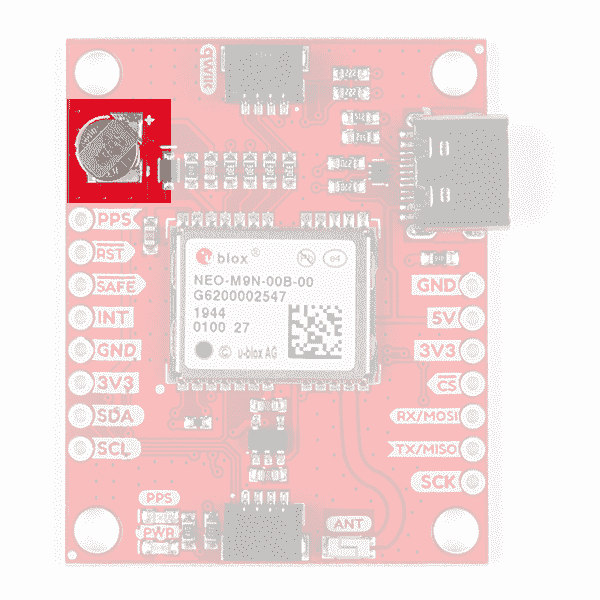 QWIIC
PPS
RST
SAFE
INT
GND
3V3
SDA
SCL
u blox®
NEO-M9N-00B-00
G6200002547
1944
0100 27
© u-blox AG
GND
5V
3V3
CS
RX/MOSI
TX/MISO
SCK
PPS
PWR
ANT